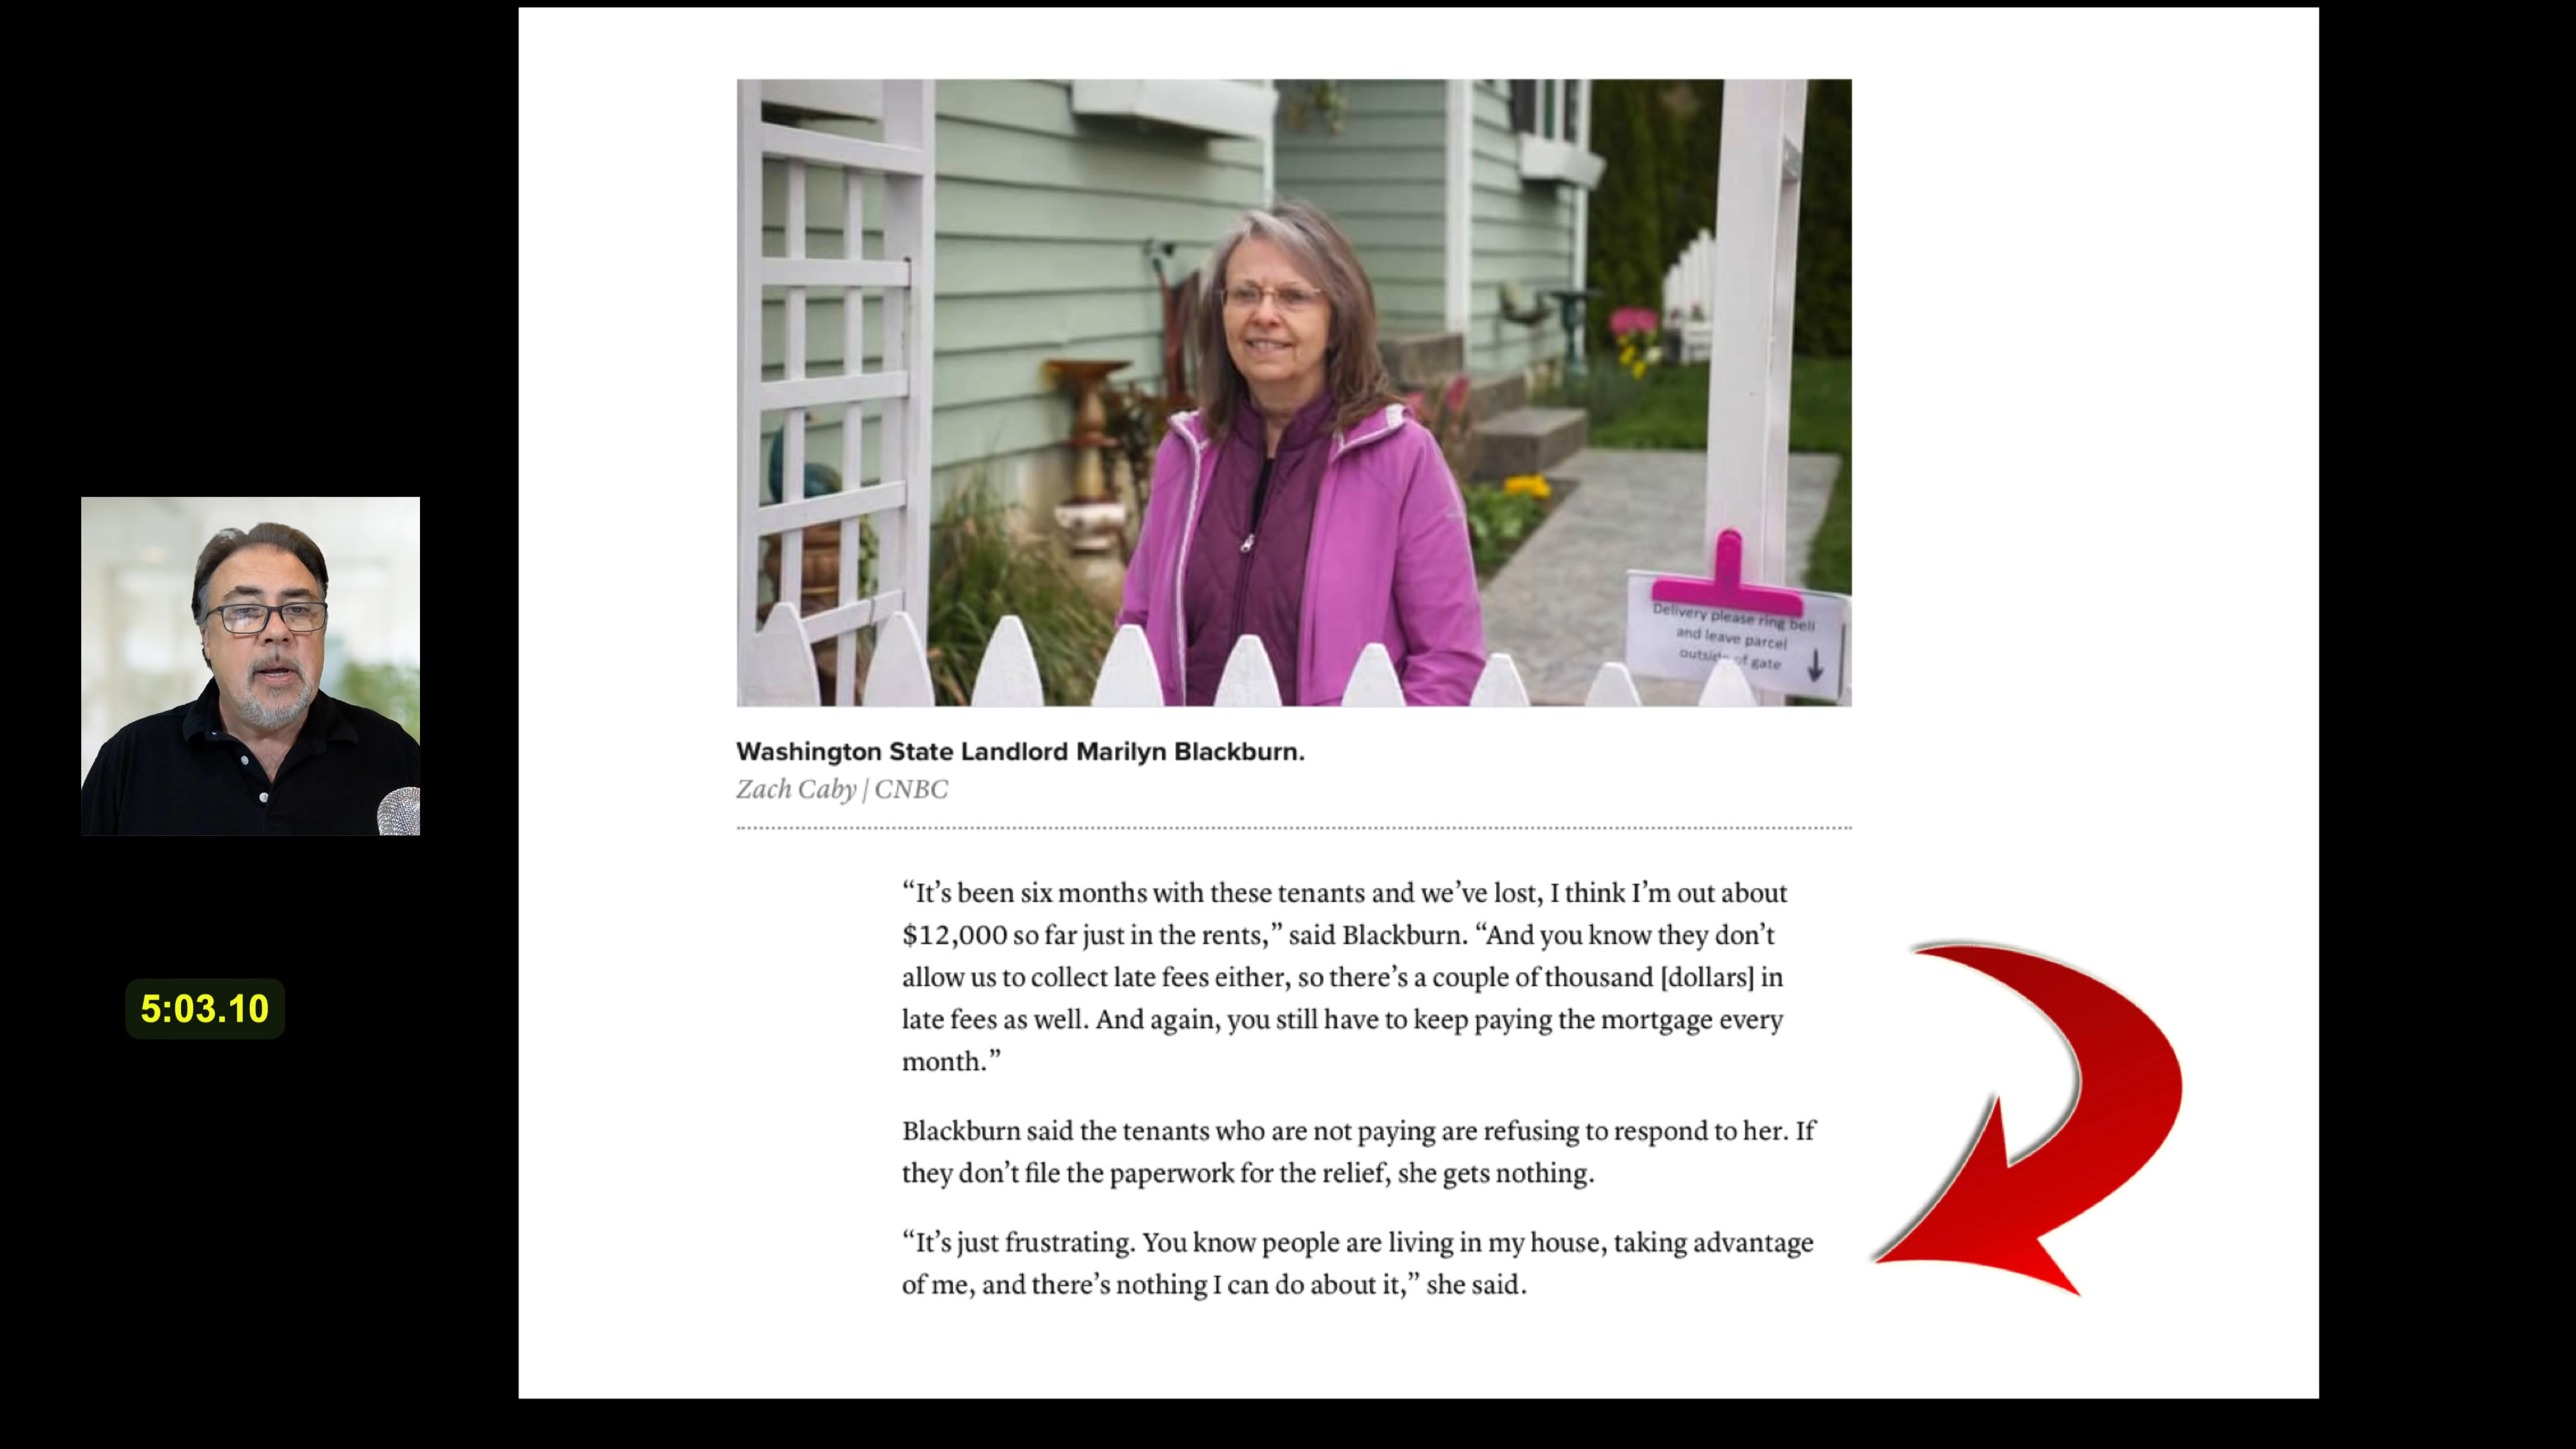 Delivery please ring bell
and leave parcel
outside of gate
Washington State Landlord Marilyn Blackburn.
Zach Caby | CNBC
5:03.10
“It’s been six months with these tenants and we’ve lost, I think I’m out about
$12,000 so far just in the rents,” said Blackburn. “And you know they don’t
allow us to collect late fees either, so there’s a couple of thousand [dollars] in
late fees as well. And again, you still have to keep paying the mortgage every
month.”
Blackburn said the tenants who are not paying are refusing to respond to her. If
they don’t file the paperwork for the relief, she gets nothing.
“It’s just frustrating. You know people are living in my house, taking advantage
of me, and there’s nothing I can do about it,” she said.